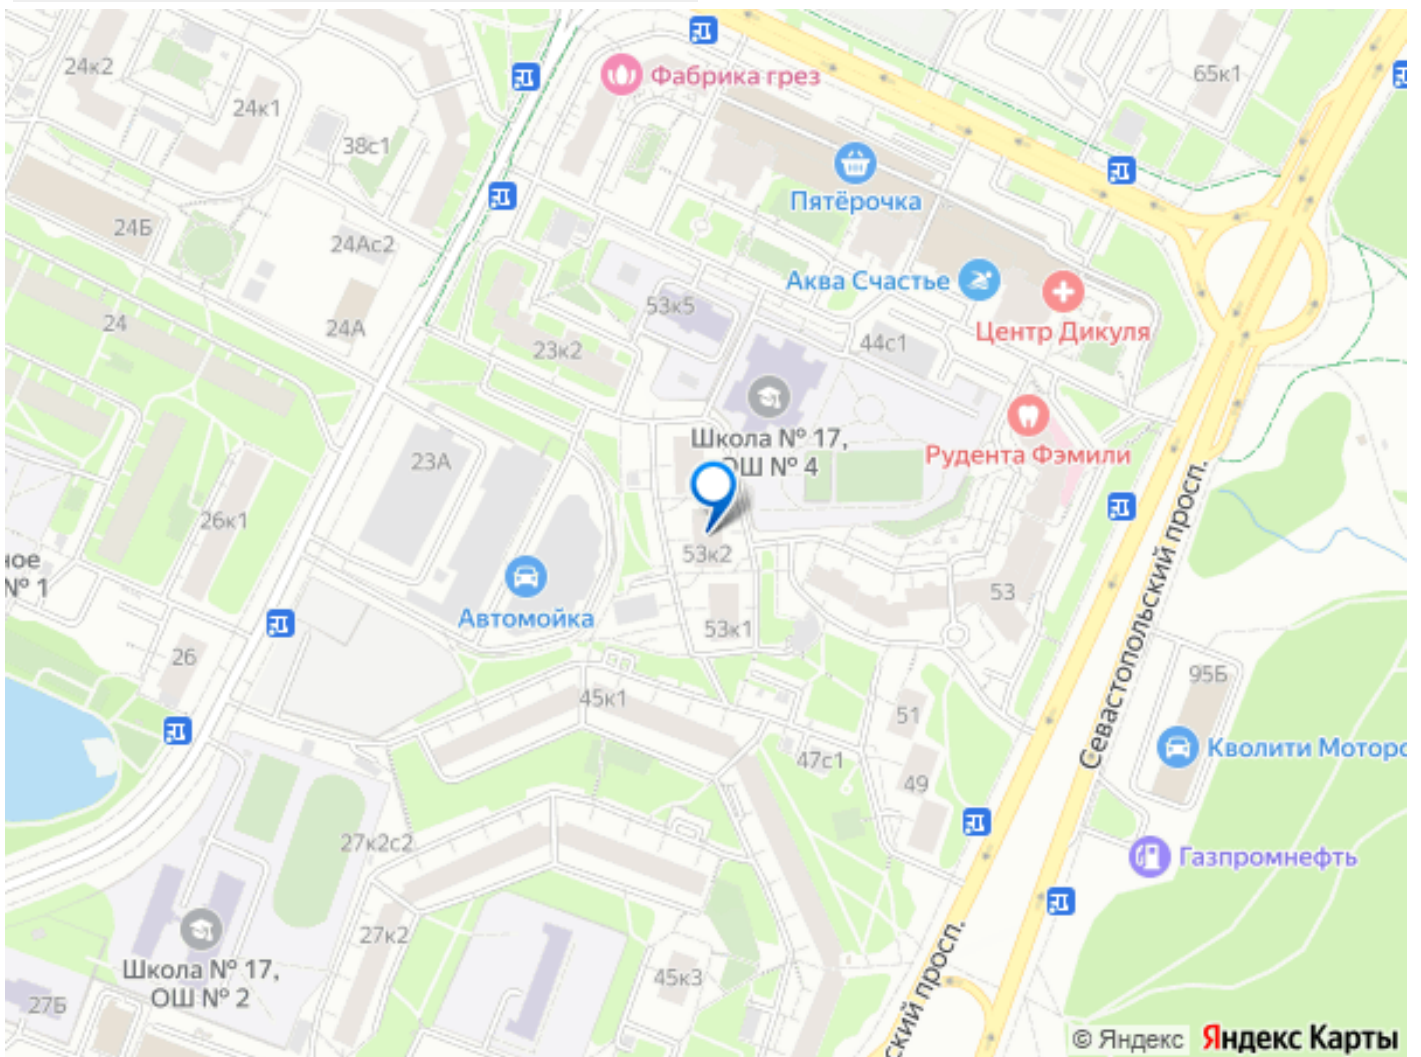 24к2
Фабрика грез
65к1
24к1
38с1
Пятёрочка
24Б
24Ас2
Аква Счастье
53к5
Центр Дикуля
24
24А
23к2
44с1
Школа № 17,
ОШ № 4
Рудента Фэмили
23А
26к1
53к2
ное
№ 1
Автомойка
53
53к1
Севастопольский просп.
26
95Б
45к1
51
Кволити Моторс
47с1
49
27к2с2
Газпромнефть
27к2
ский просп.
Школа № 17,
ОШ № 2
45к3
27Б
© Яндекс Яндекс Карты